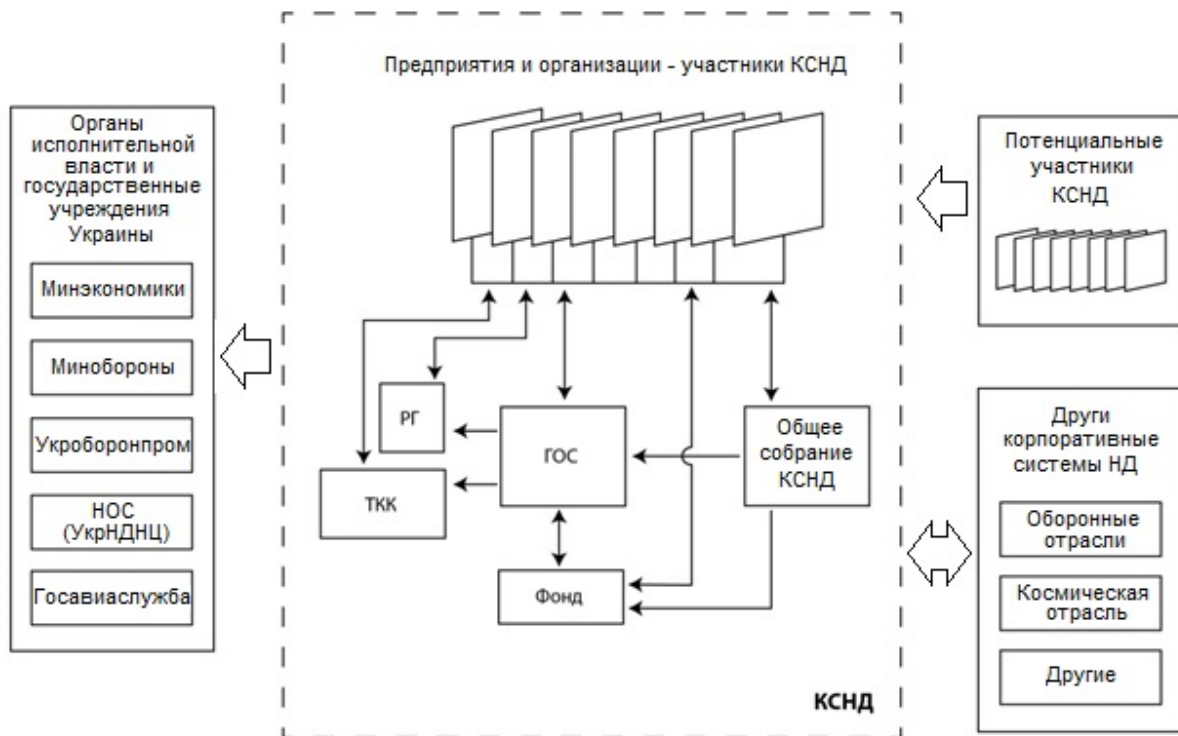 Предприятия и организации - участники КСНД
Органы
исполнительной
власти и
государственные
учреждения
Украины
Минэкономики
Минобороны
Укроборонпром
НОС
(УкрНДНЦ)
Госавиаслужба
РГ
ТКК
ГОС
Фонд
Общее
собрание
КСНД
КСНД
Потенциальные
участники
КСНД
Други
корпоративные
системы НД
Оборонные
отрасли
Космическая
отрасль
Другие